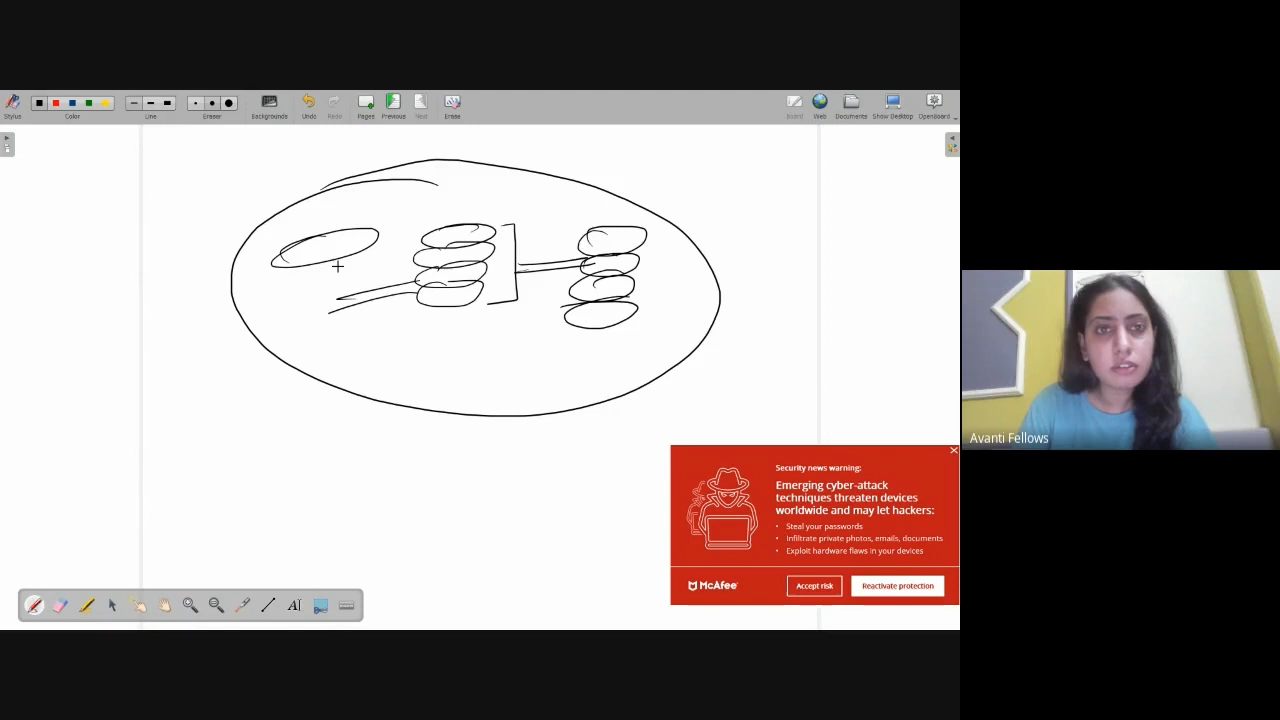 Stylus
Color
Line
Eraser
Backgrounds
Undo
Redo
Pages
Previous
Next
Erase
Board
Web
Documents
Show Desktop
OpenBoard
Avanti Fellows
Security news warning:
Emerging cyber-attack
techniques threaten devices
worldwide and may let hackers:
• Steal your passwords
• Infiltrate private photos, emails, documents
• Exploit hardware flaws in your devices
McAfee
Accept risk
Reactivate protection
AI